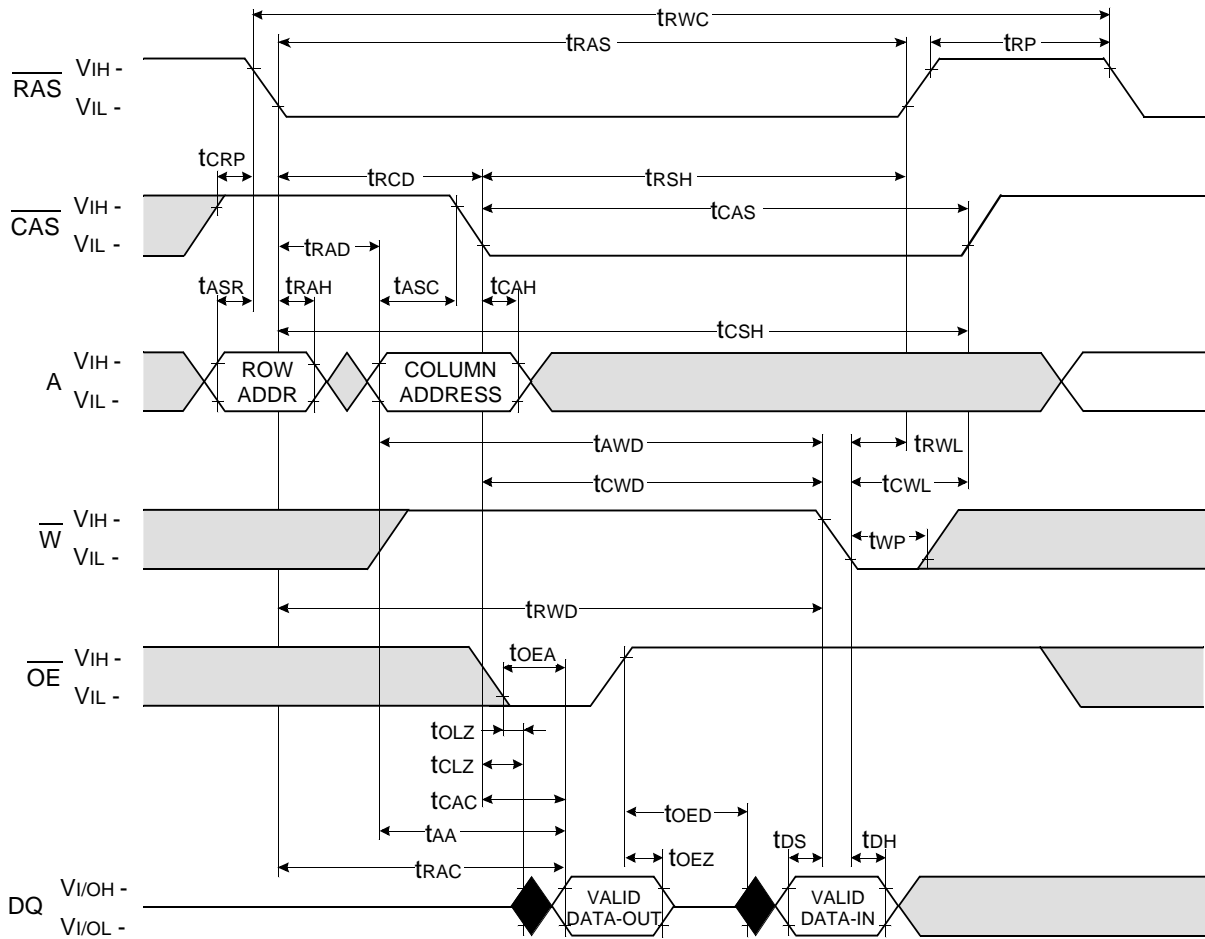 tRWC
tRAS
tRP
RAS
VIH -
VIL -
tCRP
tRCD
tRSH
CAS
VIH -
VIL -
tCAS
tRAD
tASR
tRAH
tASC
tCAH
tCSH
A
VIH -
VIL -
ROW
ADDR
COLUMN
ADDRESS
tAWD
tRWL
tCWD
tCWL
W
VIH -
VIL -
tWP
tRWD
OE
VIH -
VIL -
tOEA
tOLZ
tCLZ
tCAC
tOED
tAA
tDS
tDH
tOEZ
tRAC
DQ
VI/OH -
VI/OL -
VALID
DATA-OUT
VALID
DATA-IN